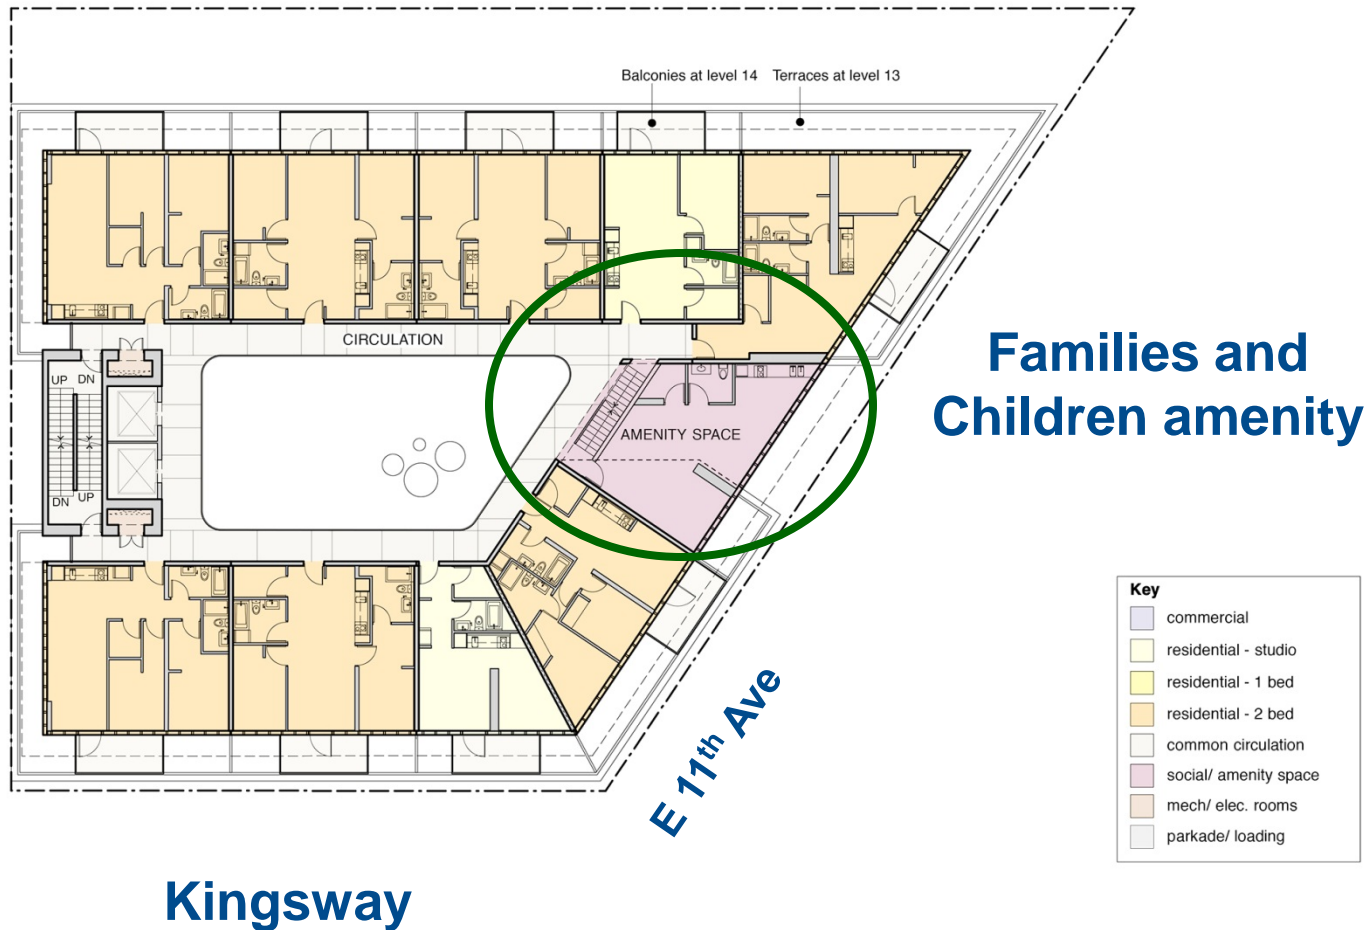 Balconies at level 14
Terraces at level 13
CIRCULATION
UP DN
DN UP
AMENITY SPACE
Families and
Children amenity
Key
commercial
residential - studio
residential - 1 bed
residential - 2 bed
common circulation
social/ amenity space
mech/ elec. rooms
parkade/ loading
E 11th Ave
Kingsway